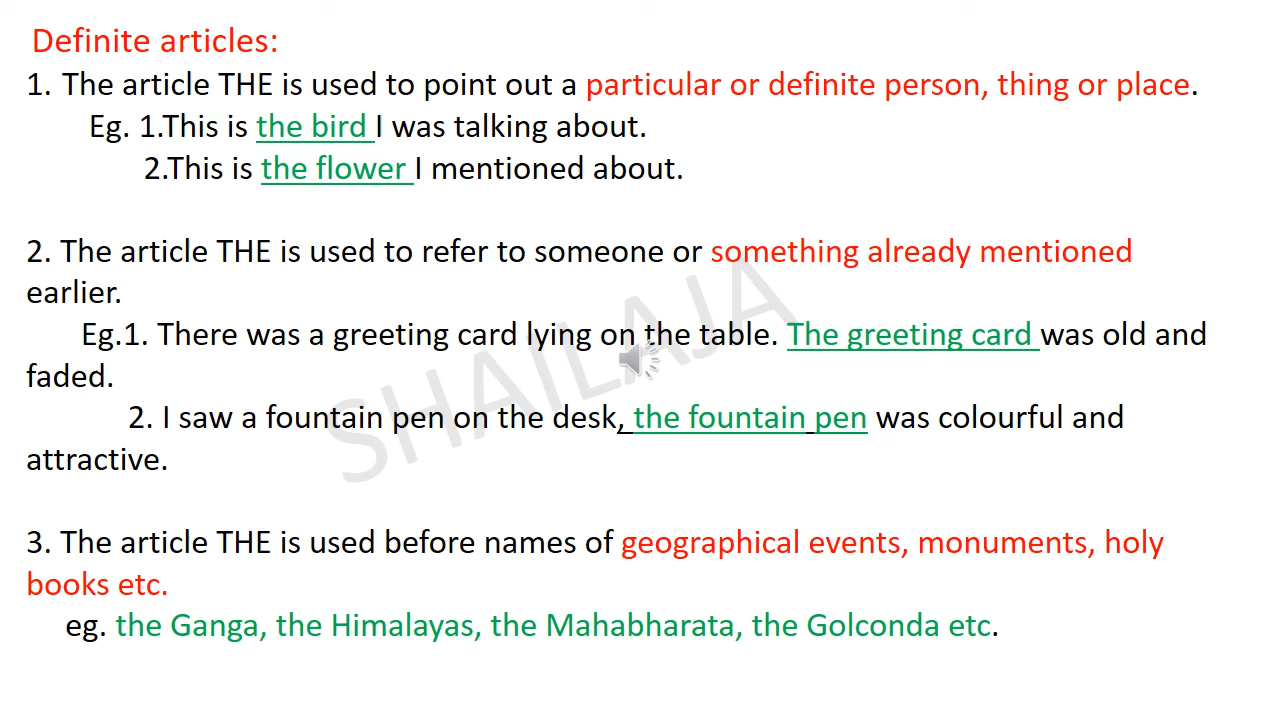 Definite articles:
1. The article THE is used to point out a particular or definite person, thing or place.
Eg. 1.This is the bird I was talking about.
2.This is the flower I mentioned about.
2. The article THE is used to refer to someone or something already mentioned
earlier.
Eg.1. There was a greeting card lying on the table. The greeting card was old and
faded.
2. I saw a fountain pen on the desk, the fountain pen was colourful and
attractive.
3. The article THE is used before names of geographical events, monuments, holy
books etc.
eg. the Ganga, the Himalayas, the Mahabharata, the Golconda etc.
SHAILAJA